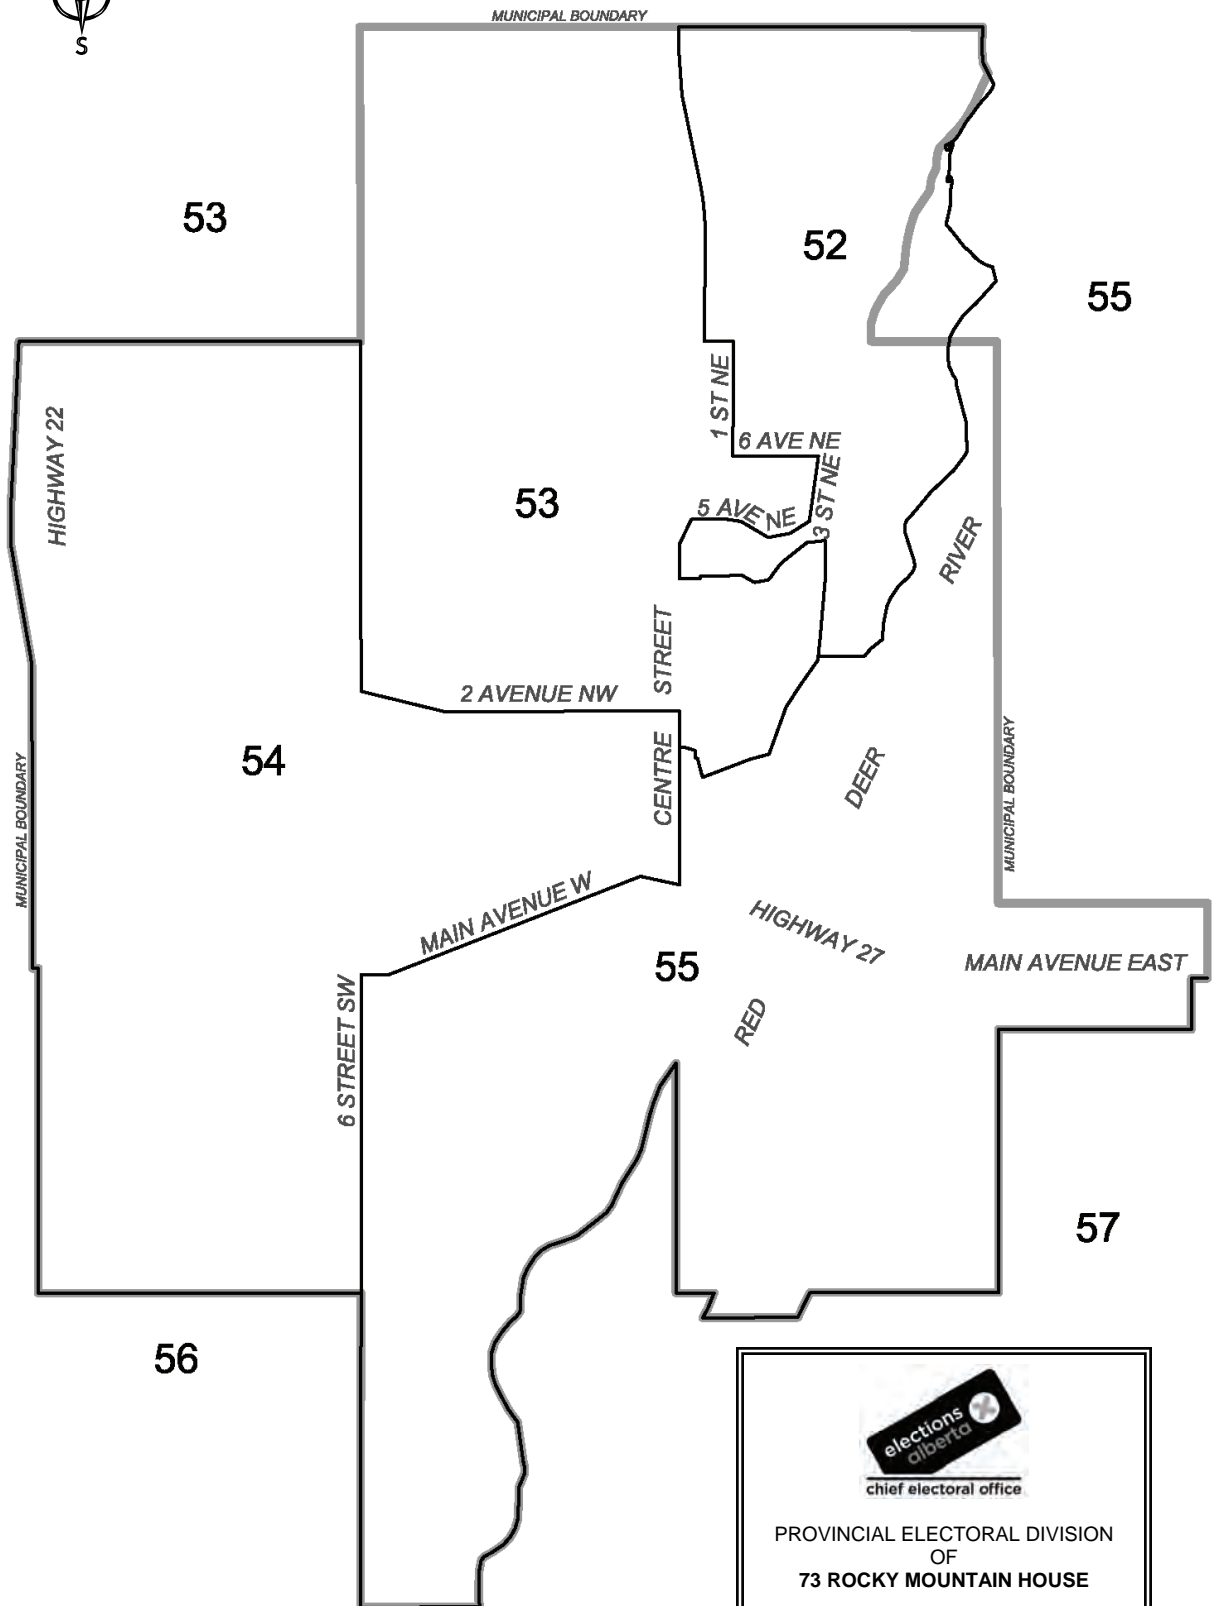 S
MUNICIPAL BOUNDARY
53
52
55
HIGHWAY 22
1 ST NE
6 AVE NE
3 ST NE
53
5 AVE NE
RIVER
STREET
2 AVENUE NW
54
CENTRE
DEER
MUNICIPAL BOUNDARY
MUNICIPAL BOUNDARY
MAIN AVENUE W
HIGHWAY 27
55
MAIN AVENUE EAST
6 STREET SW
RED
57
56
elections
alberta
chief electoral office
PROVINCIAL ELECTORAL DIVISION
OF
73 ROCKY MOUNTAIN HOUSE